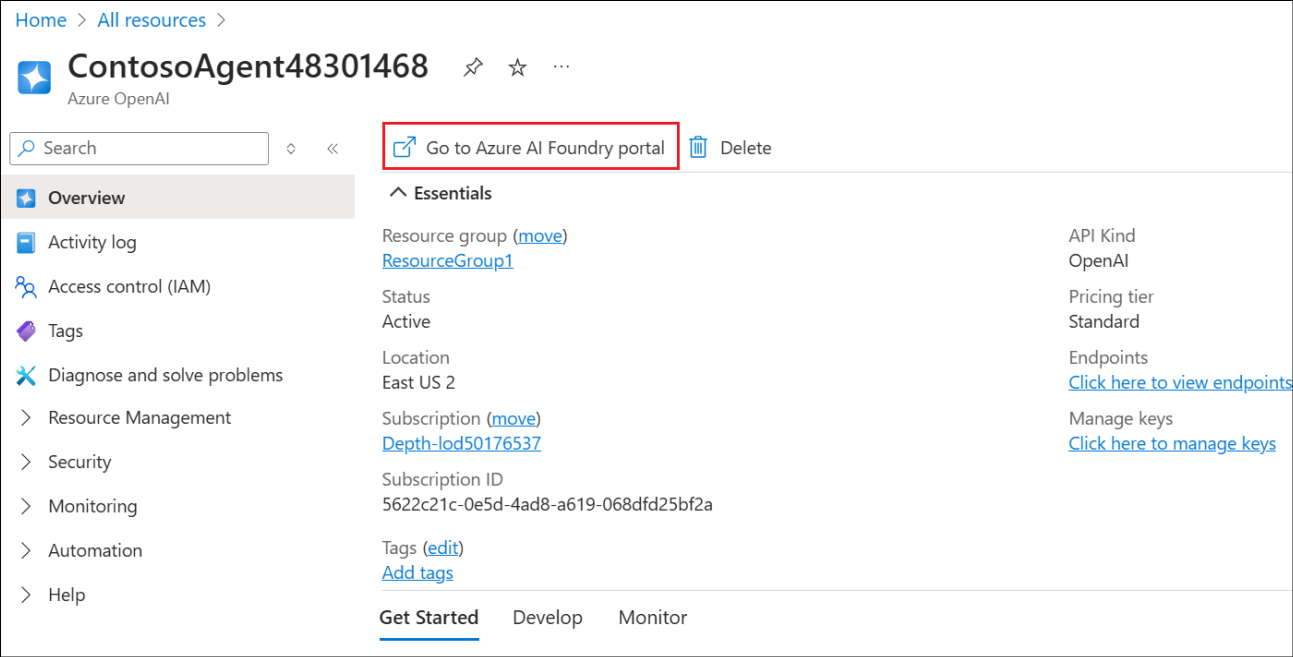 Home > All resources >
ContosoAgent48301468 ...
Azure OpenAI
Search
Go to Azure AI Foundry portal
Delete
Overview
Activity log
Access control (IAM)
Tags
Diagnose and solve problems
Resource Management
Security
Monitoring
Automation
Help
Essentials
Resource group (move)
ResourceGroup1
Status
Active
Location
East US 2
Subscription (move)
Depth-lod50176537
Subscription ID
5622c21c-0e5d-4ad8-a619-068dfd25bf2a
Tags (edit)
Add tags
API Kind
OpenAI
Pricing tier
Standard
Endpoints
Click here to view endpoints
Manage keys
Click here to manage keys
Get Started
Develop
Monitor